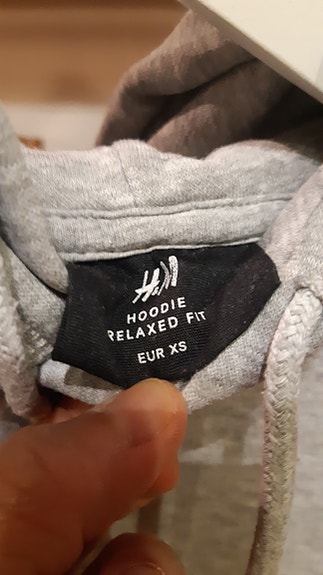 H&M
HOODIE
RELAXED FIT
EUR XS